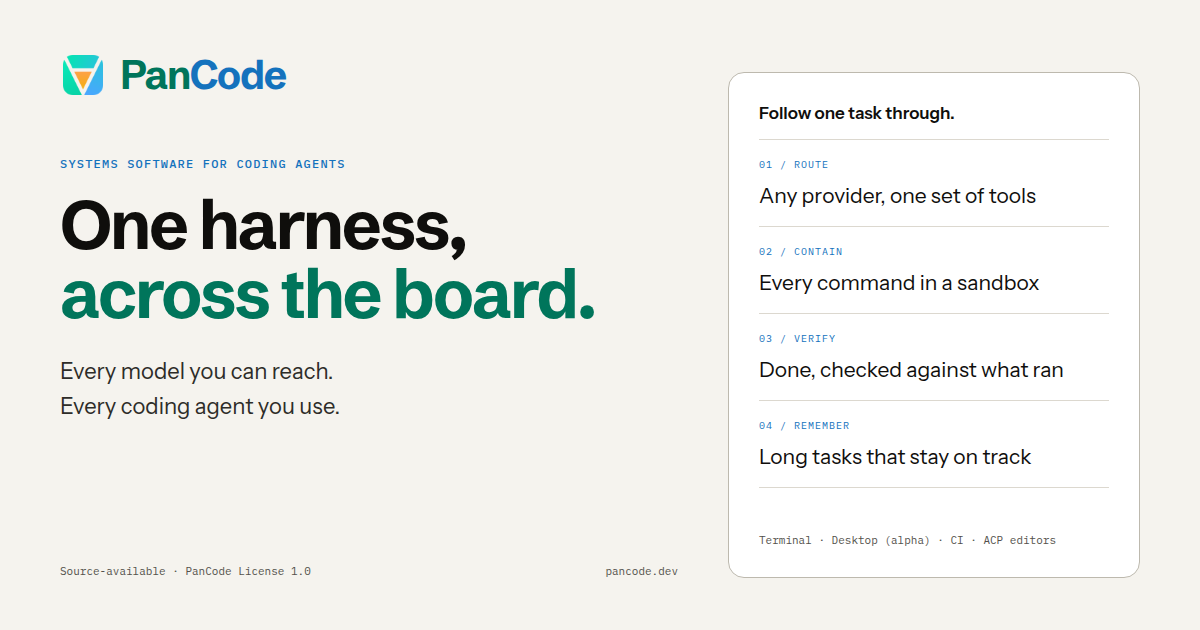 PanCode
SYSTEMS SOFTWARE FOR CODING AGENTS
One harness,
across the board.
Every model you can reach.
Every coding agent you use.
Source-available · PanCode License 1.0
pancode.dev
Follow one task through.
01 / ROUTE
Any provider, one set of tools
02 / CONTAIN
Every command in a sandbox
03 / VERIFY
Done, checked against what ran
04 / REMEMBER
Long tasks that stay on track
Terminal · Desktop (alpha) · CI · ACP editors